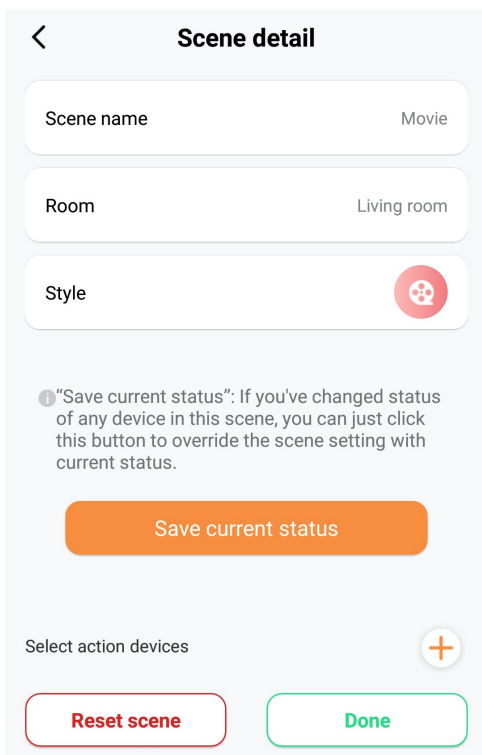 Scene detail
Scene name Movie
Room Living room
Style
“Save current status”: If you've changed status
of any device in this scene, you can just click
this button to override the scene setting with
current status.
Save current status
Select action devices
Reset scene Done